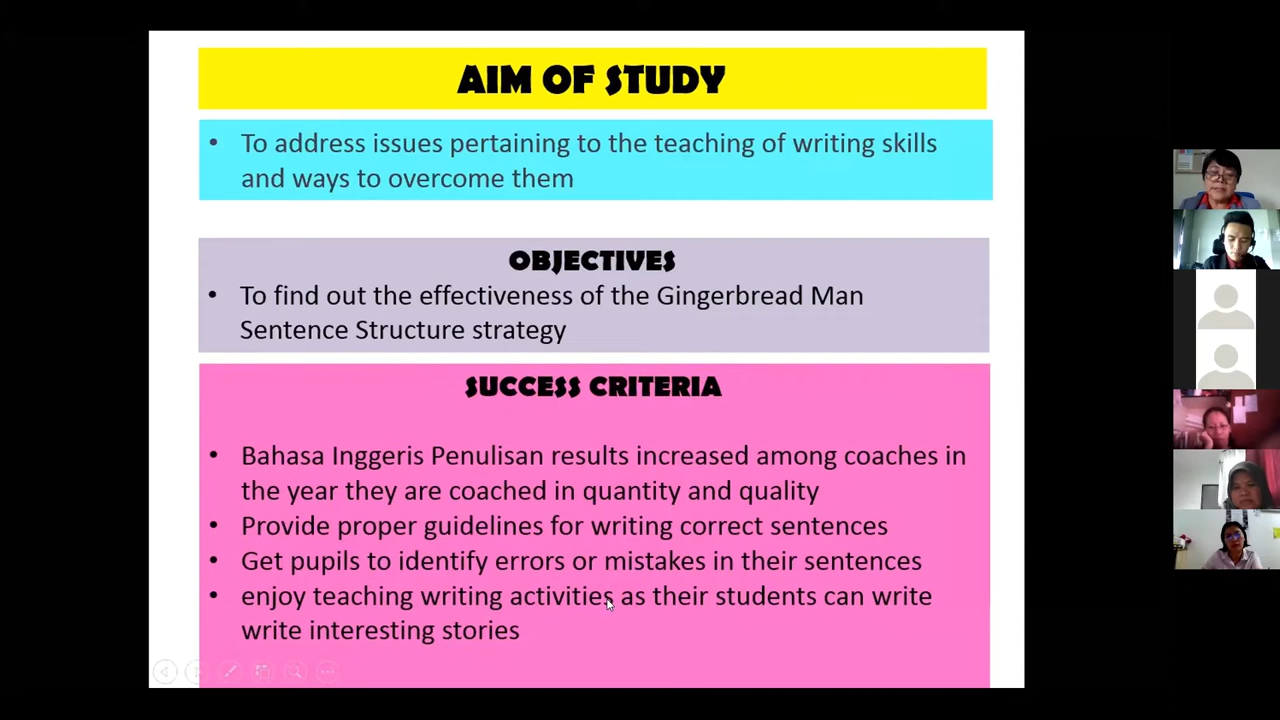 AIM OF STUDY
• To address issues pertaining to the teaching of writing skills
and ways to overcome them
OBJECTIVES
• To find out the effectiveness of the Gingerbread Man
Sentence Structure strategy
SUCCESS CRITERIA
• Bahasa Inggeris Penulisan results increased among coaches in
the year they are coached in quantity and quality
• Provide proper guidelines for writing correct sentences
• Get pupils to identify errors or mistakes in their sentences
• enjoy teaching writing activities as their students can write
write interesting stories